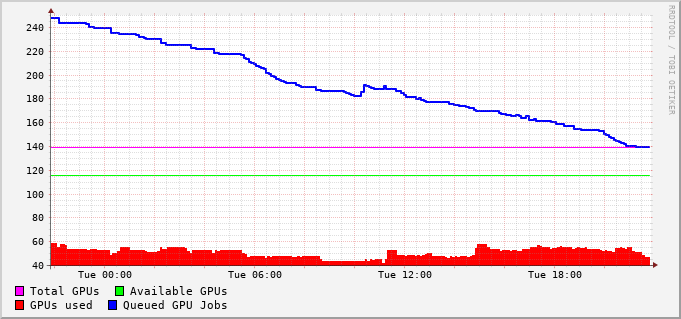 240
220
200
180
160
140
120
100
80
60
40
Tue 00:00 Tue 06:00 Tue 12:00 Tue 18:00
Total GPUs Available GPUs
GPUs used Queued GPU Jobs
RRDTOOL / TOBI OETIKER